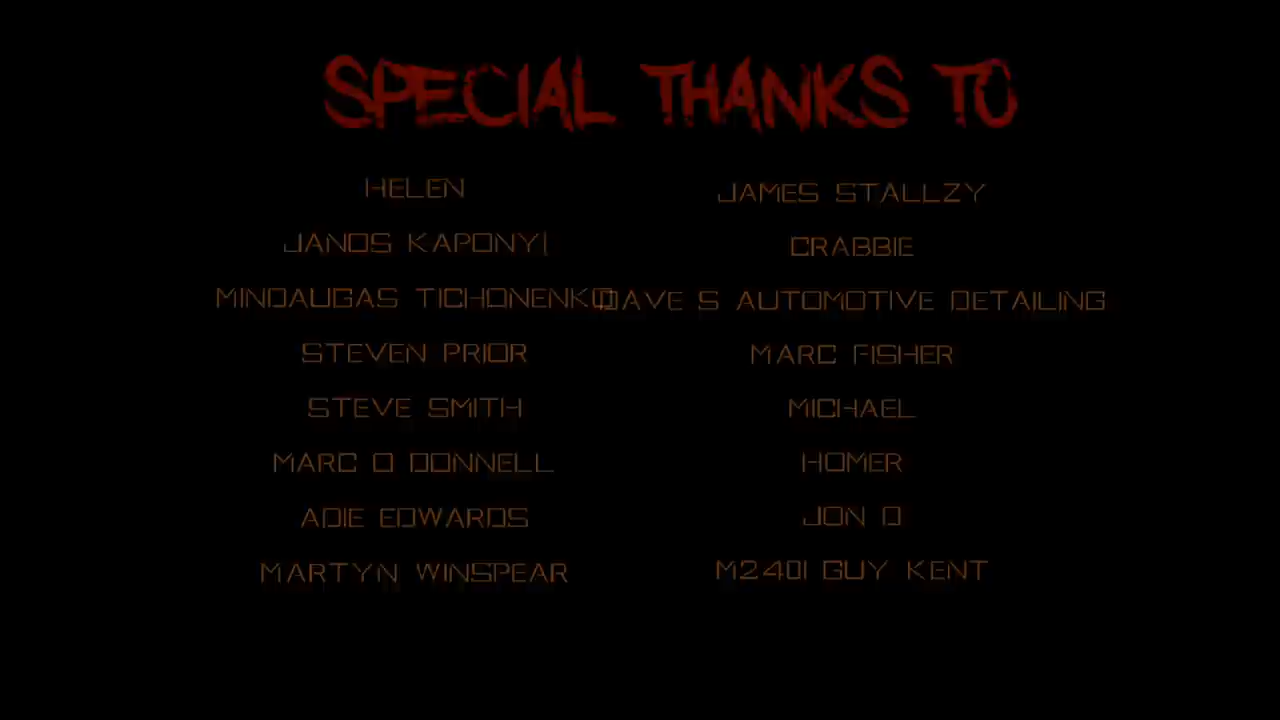 SPECIAL THANKS TO
HELEN
JANOS KAPONYI
MINDAUGAS TICHONENKO
STEVEN PRIOR
STEVE SMITH
MARC O DONNELL
ADIE EDWARDS
MARTYN WINSPEAR
JAMES STALLZY
CRABBIE
DAVE S AUTOMOTIVE DETAILING
MARC FISHER
MICHAEL
HOMER
JON D
M240I GUY KENT